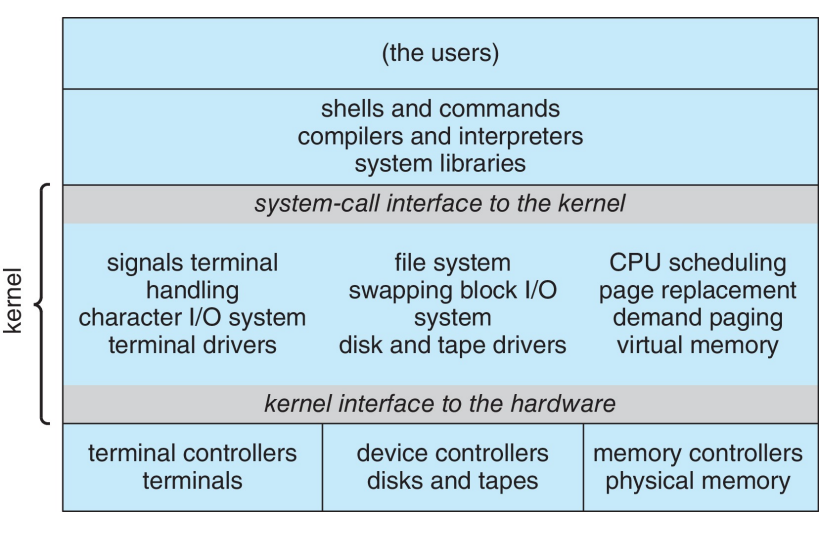 (the users)
shells and commands
compilers and interpreters
system libraries
system-call interface to the kernel
kernel
signals terminal
handling
character I/O system
terminal drivers
file system
swapping block I/O
system
disk and tape drivers
CPU scheduling
page replacement
demand paging
virtual memory
kernel interface to the hardware
terminal controllers
terminals
device controllers
disks and tapes
memory controllers
physical memory